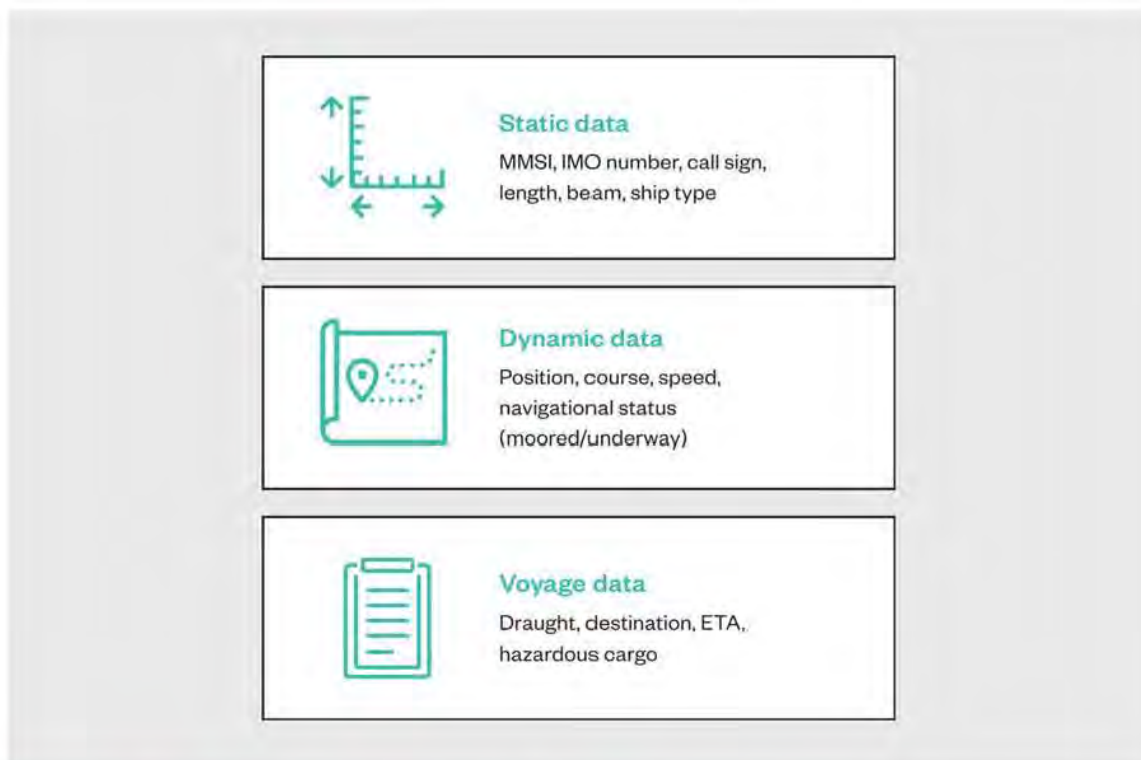 Static data
MMSI, IMO number, call sign,
length, beam, ship type
Dynamic data
Position, course, speed,
navigational status
(moored/underway)
Voyage data
Draught, destination, ETA,
hazardous cargo